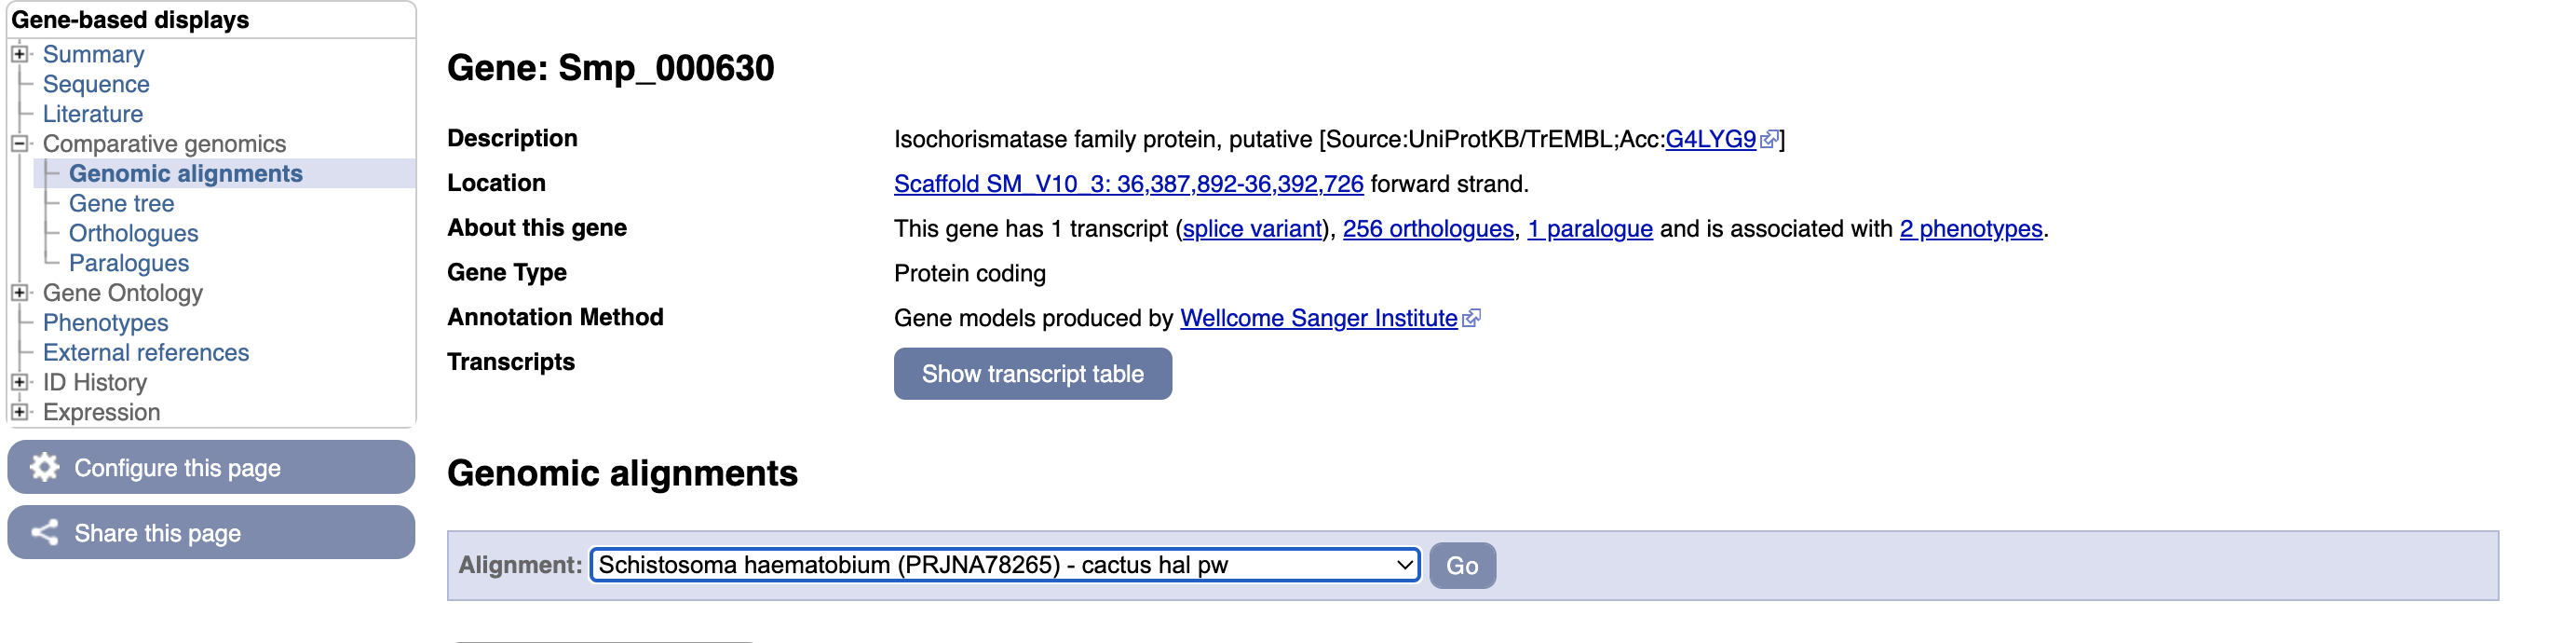 Gene-based displays
Summary
Sequence
Literature
Comparative genomics
Genomic alignments
Gene tree
Orthologues
Paralogues
Gene Ontology
Phenotypes
External references
ID History
Expression
Configure this page
Share this page
Gene: Smp_000630
Description Isochorismatase family protein, putative [Source:UniProtKB/TrEMBL;Acc:G4LYG9]
Location Scaffold SM_V10_3: 36,387,892-36,392,726 forward strand.
About this gene This gene has 1 transcript (splice variant), 256 orthologues, 1 paralogue and is associated with 2 phenotypes.
Gene Type Protein coding
Annotation Method Gene models produced by Wellcome Sanger Institute
Transcripts Show transcript table
Genomic alignments
Alignment: Schistosoma haematobium (PRJNA78265) - cactus hal pw Go